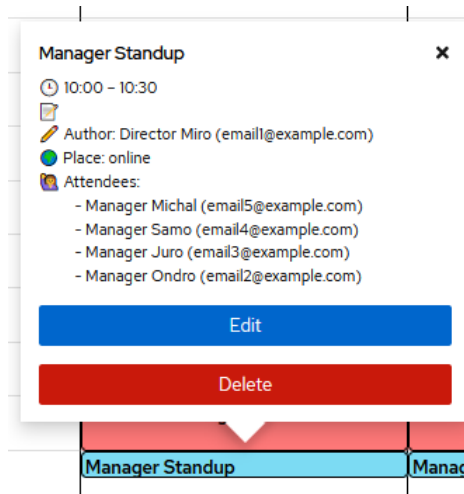 Manager Standup
10:00 – 10:30
Author: Director Miro (email1@example.com)
Place: online
Attendees:
- Manager Michal (email5@example.com)
- Manager Samo (email4@example.com)
- Manager Juro (email3@example.com)
- Manager Ondro (email2@example.com)
Edit
Delete
Manager Standup